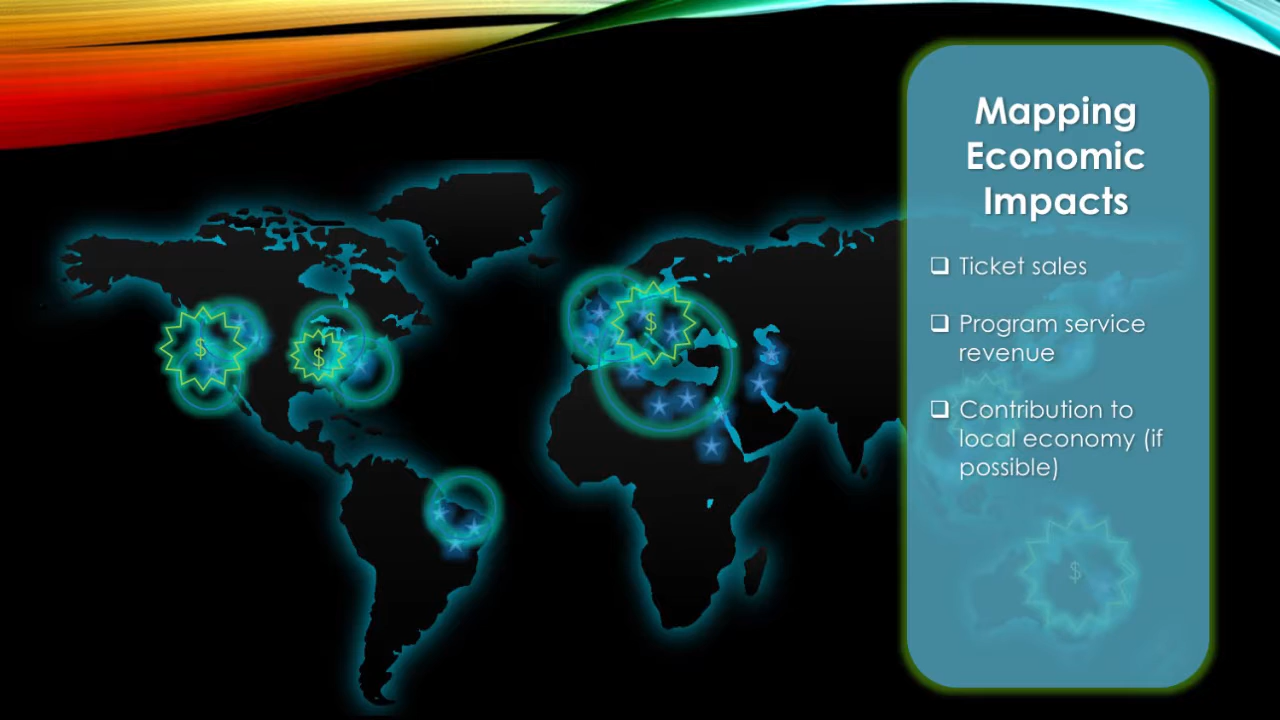 Mapping
Economic
Impacts
❑ Ticket sales
❑ Program service
revenue
❑ Contribution to
local economy (if
possible)
$
$
$
$